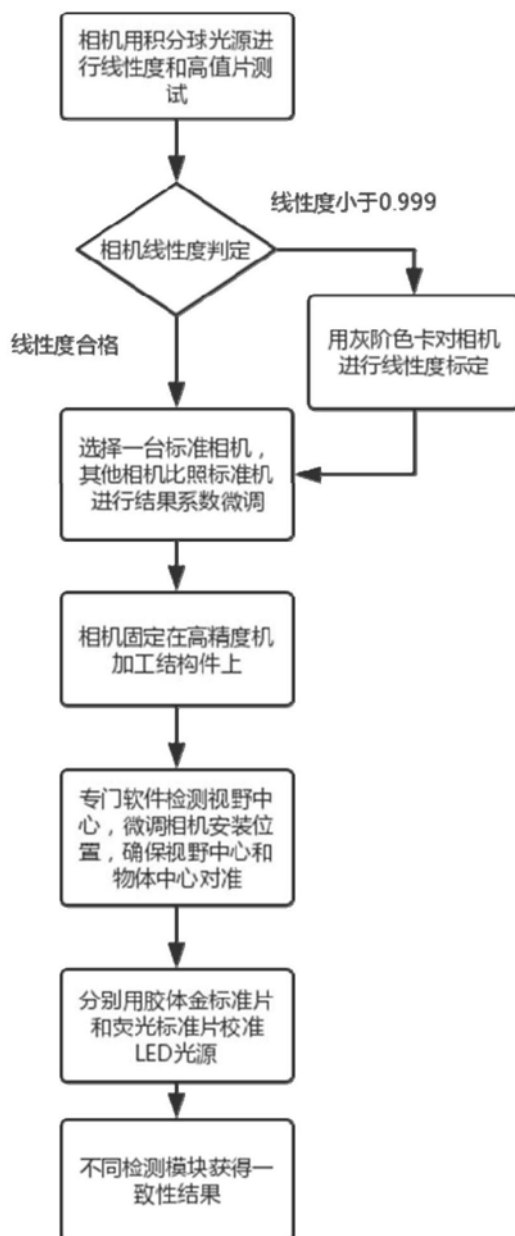 相机用积分球光源进
行线性度和高值片测
试
线性度小于0.999
相机线性度判定
线性度合格
用灰阶色卡对相机
进行线性度标定
选择一台标准相机，
其他相机比照标准机
进行结果系数微调
相机固定在高精度机
加工结构件上
专门软件检测视野中
心，微调相机安装位
置，确保视野中心和
物体中心对准
分别用胶体金标准片
和荧光标准片校准
LED光源
不同检测模块获得一
致性结果